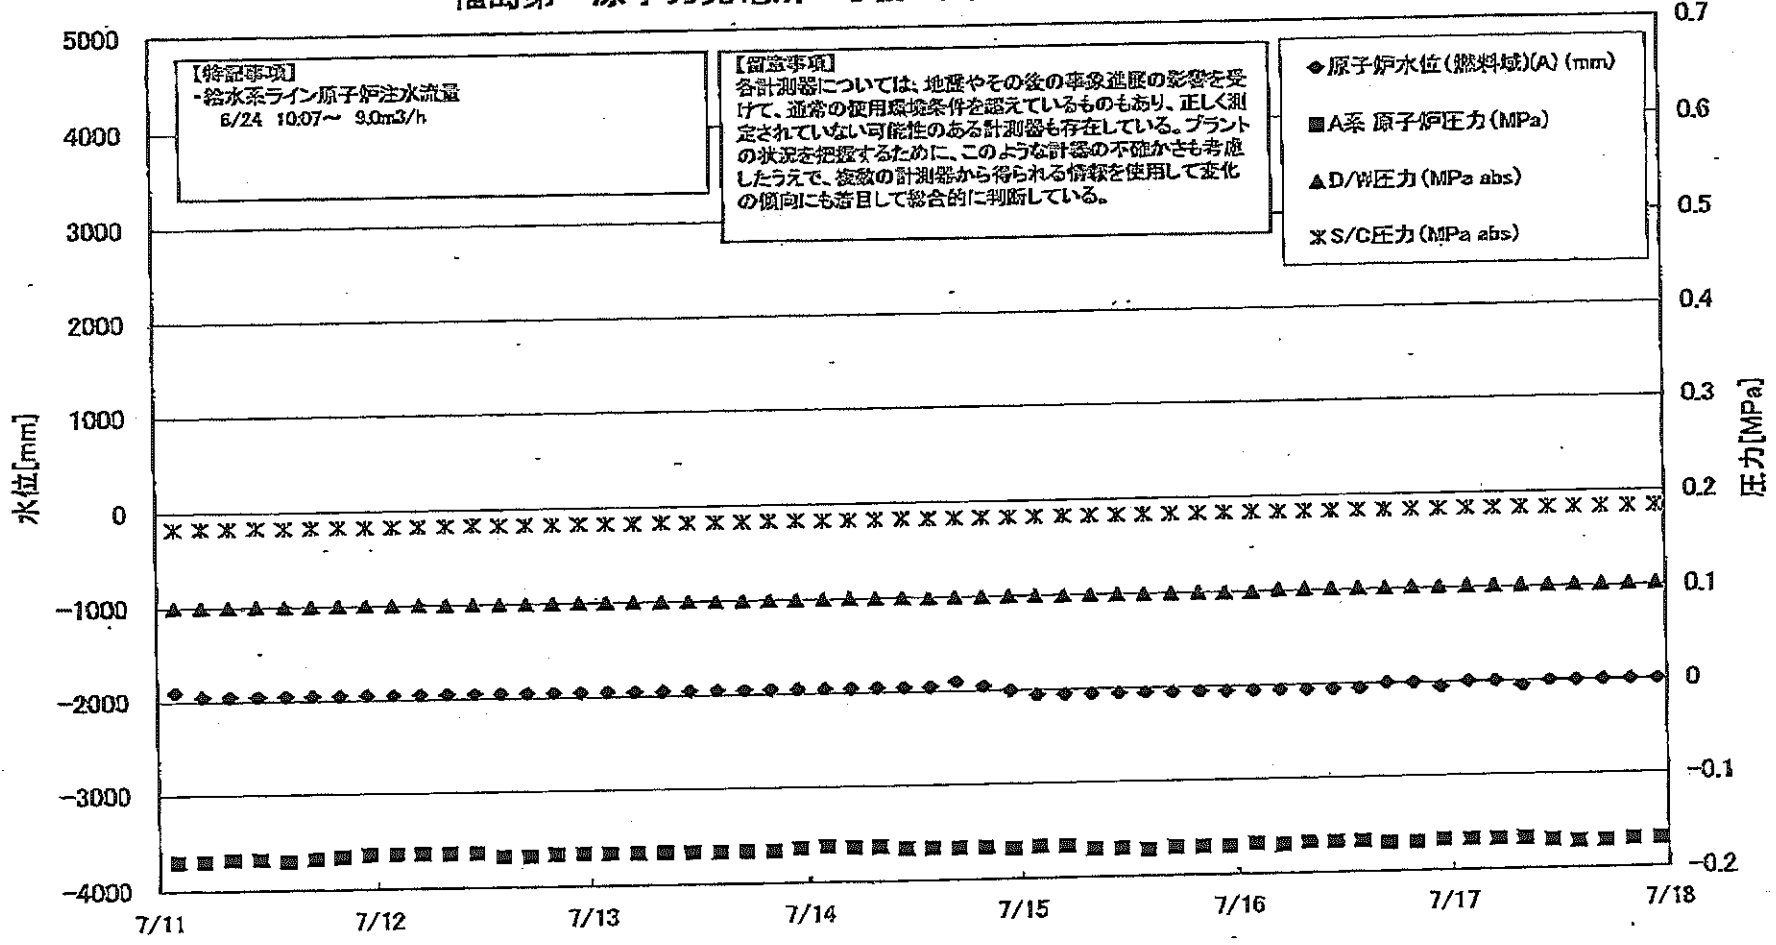 5000
4000
3000
2000
1000
0
-1000
-2000
-3000
-4000
水位[mm]
【特記事項】
・給水系ライン原子炉注水流量
6/24 10:07～ 9.0m3/h
【留意事項】
各計測器については、地震やその後の事象進展の影響を受
けて、通常の使用環境条件を超えているものもあり、正しく測
定されていない可能性のある計測器も存在している。プラント
の状況を把握するために、このような計器の不確かさも考慮
したうえで、複数の計測器から得られる情報を使用して変化
の傾向にも着目して総合的に判断している。
◆原子炉水位(燃料域)(A)(mm)
■A系 原子炉圧力(MPa)
▲D/W圧力(MPa abs)
S/C圧力(MPa abs)
0.7
0.6
0.5
0.4
0.3
0.2
0.1
0
-0.1
-0.2
圧力[MPa]
7/11
7/12
7/13
7/14
7/15
7/16
7/17
7/18